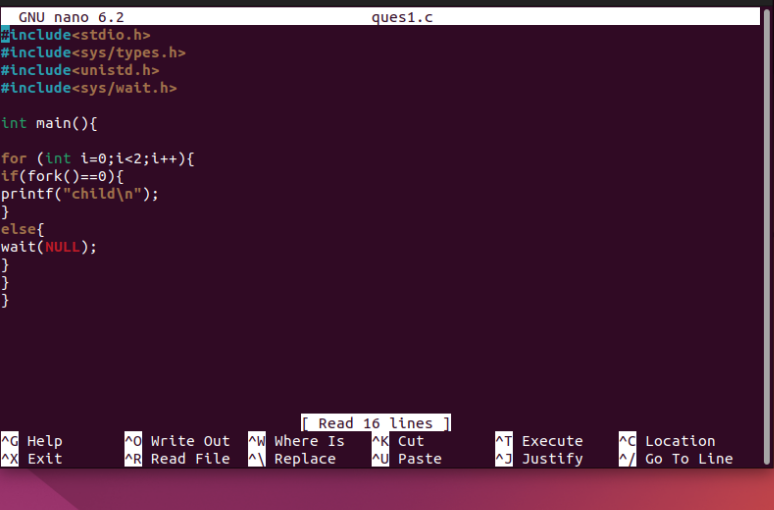 GNU nano 6.2 ques1.c
#include<stdio.h>
#include<sys/types.h>
#include<unistd.h>
#include<sys/wait.h>
int main(){
for (int i=0;i<2;i++){
if(fork()==0){
printf("child\n");
}
else{
wait(NULL);
}
}
}
[ Read 16 lines ]
^G Help ^O Write Out ^W Where Is ^K Cut ^T Execute ^C Location
^X Exit ^R Read File ^\ Replace ^U Paste ^J Justify ^/ Go To Line